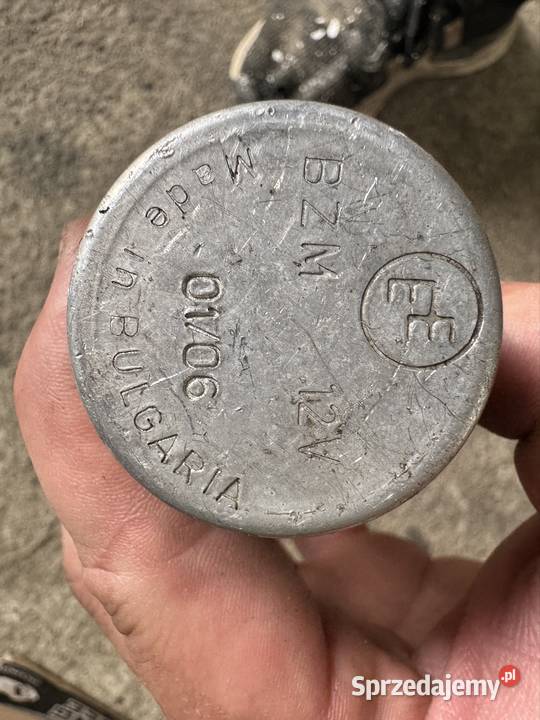 EE
BZM 12V
01/06
Made in BULGARIA
Sprzedajemy.pl